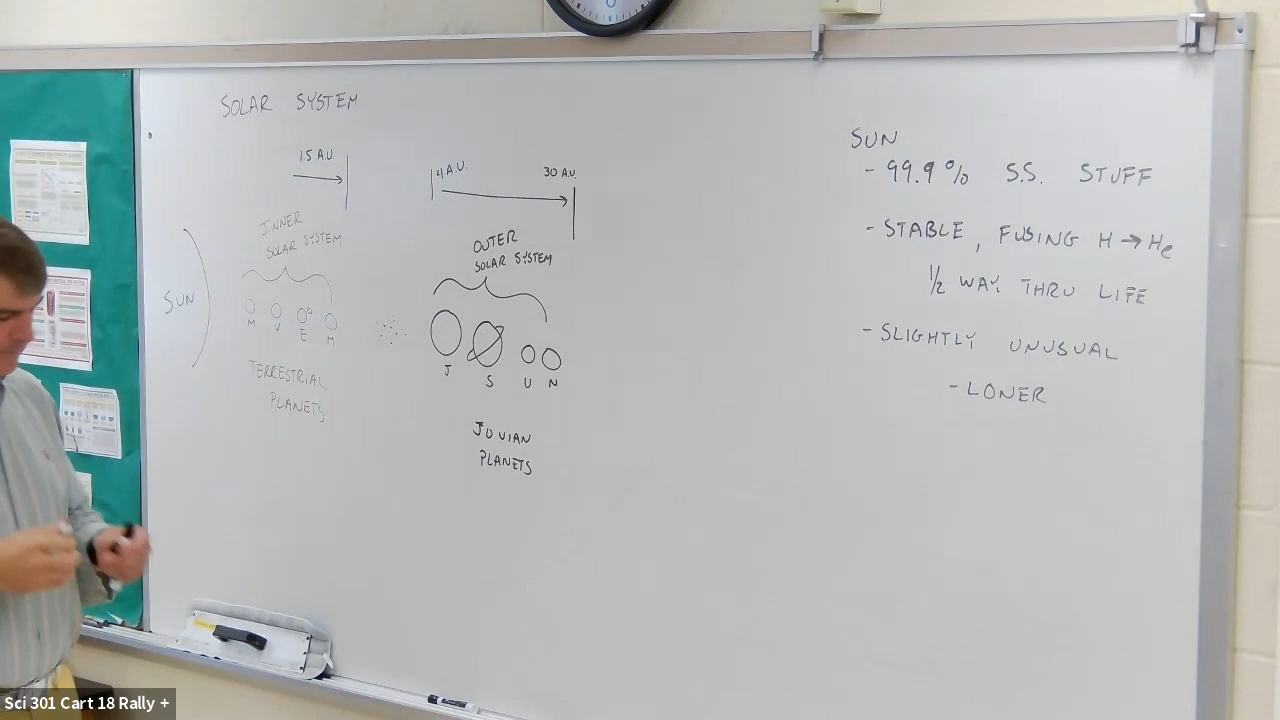 SOLAR SYSTEM
1.5 A.U.
4 A.U.
30 A.U.
INNER
SOLAR SYSTEM
OUTER
SOLAR SYSTEM
SUN
M V E M
J S U N
TERRESTRIAL
PLANETS
JOVIAN
PLANETS
SUN
- 99.9% S.S. STUFF
- STABLE, FUSING H → He
1/2 WAY THRU LIFE
- SLIGHTLY UNUSUAL
- LONER
Sci 301 Cart 18 Rally +